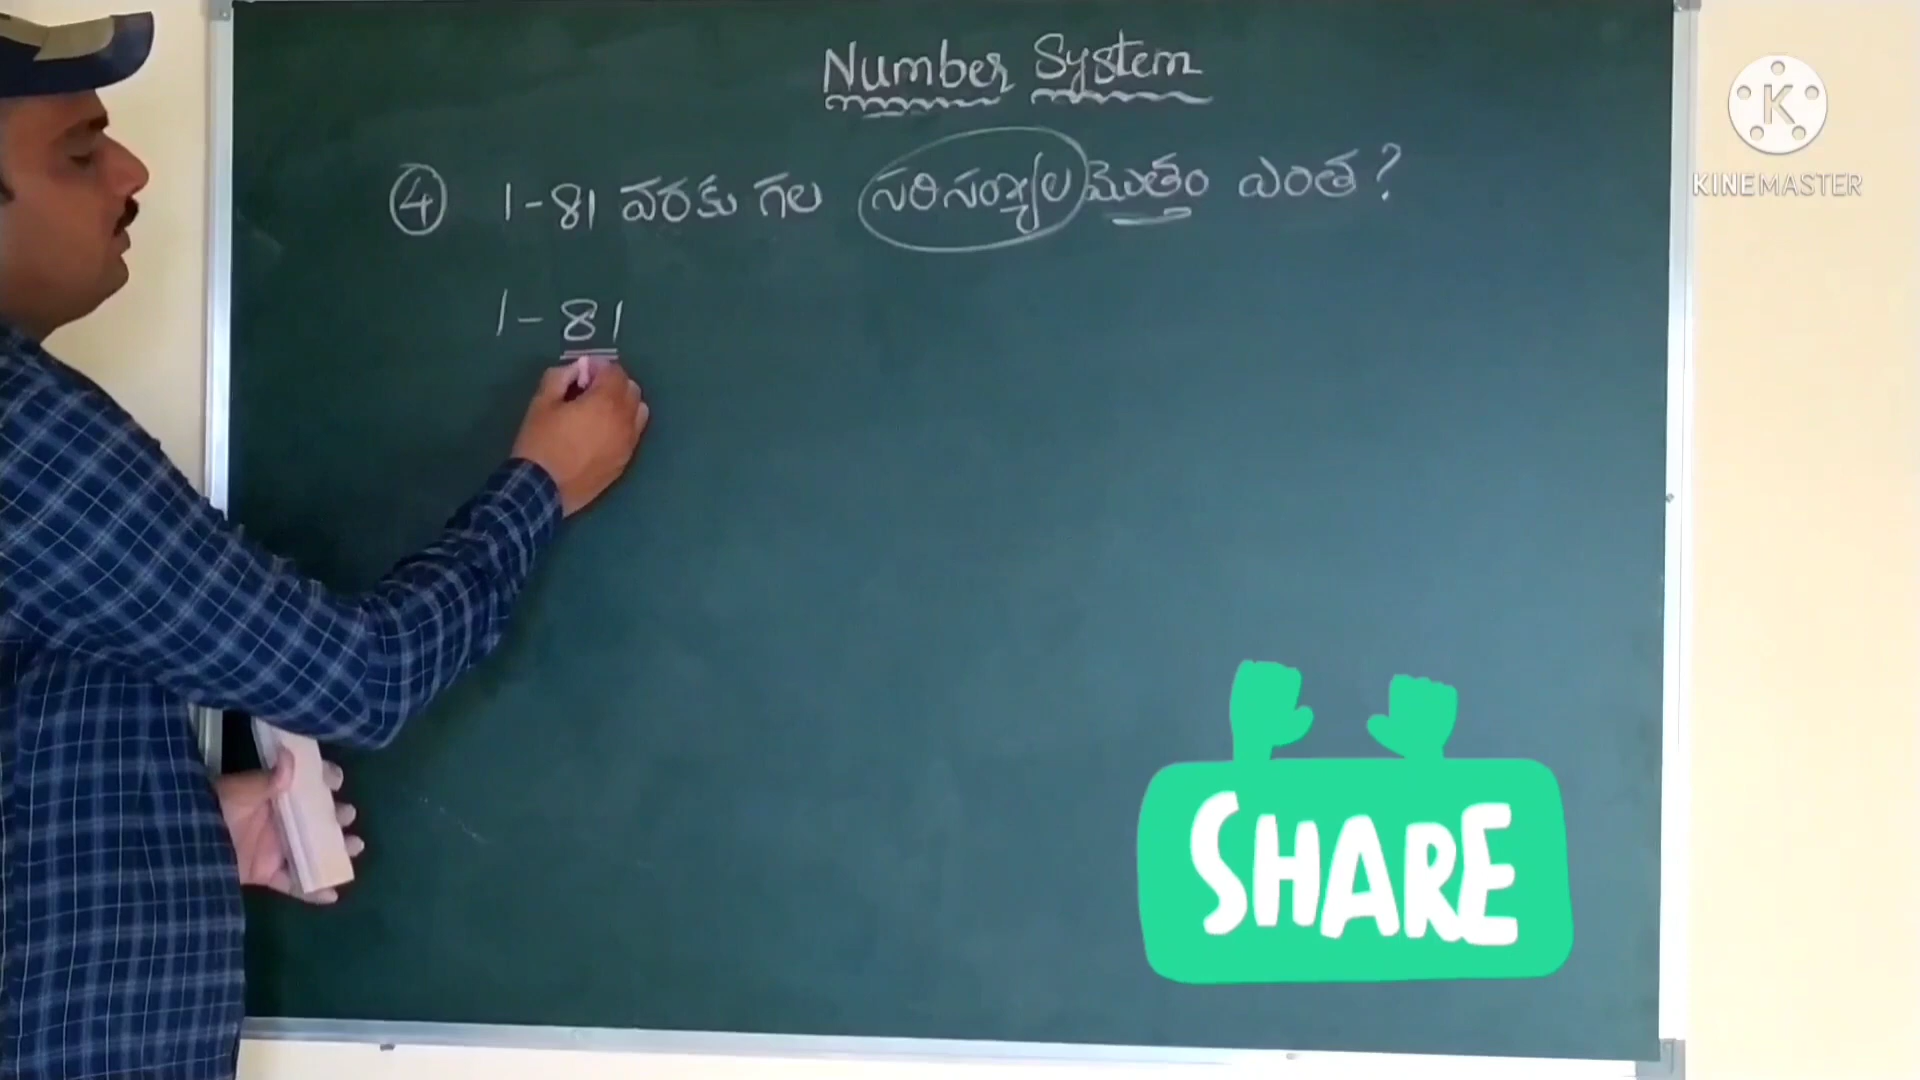 Number System
④ 1-81 వరకు గల సరిసంఖ్యల మొత్తం ఎంత ?
1-81
K
KINEMASTER
SHARE